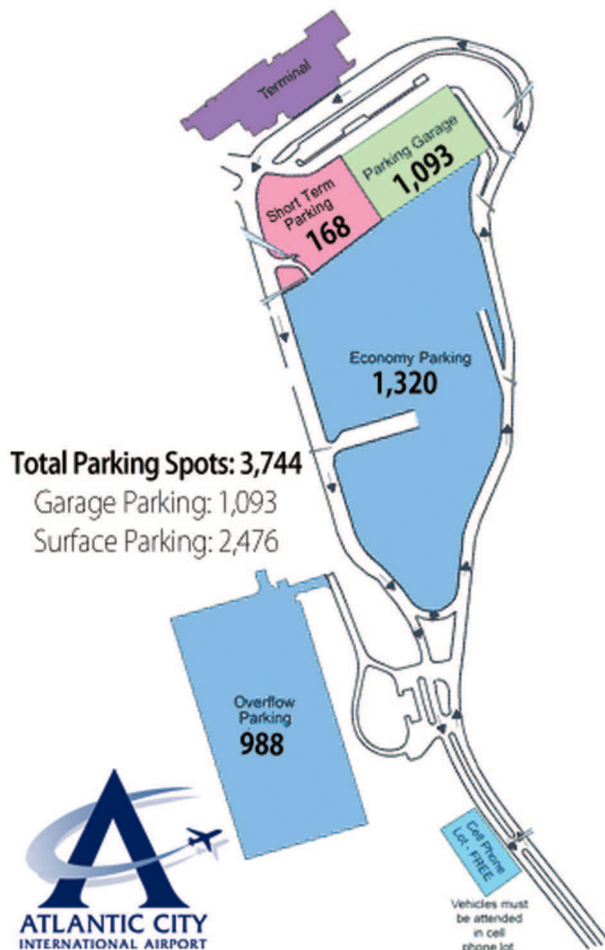 Terminal
Parking Garage
1,093
Short Term
Parking
168
Economy Parking
1,320
Total Parking Spots: 3,744
Garage Parking: 1,093
Surface Parking: 2,476
Overflow
Parking
988
Cell Phone
Lot - FREE
Vehicles must
be attended
in cell
phone lot
ATLANTIC CITY
INTERNATIONAL AIRPORT